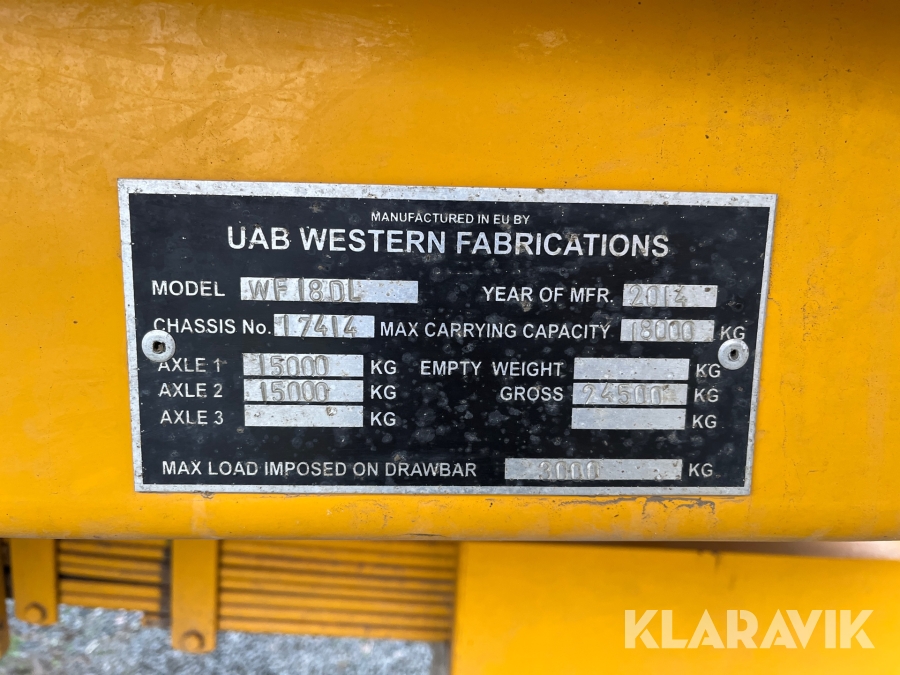 MANUFACTURED IN EU BY
UAB WESTERN FABRICATIONS
MODEL WF18DL YEAR OF MFR. 2014
CHASSIS No. 17414 MAX CARRYING CAPACITY 18000 KG
AXLE 1 15000 KG EMPTY WEIGHT KG
AXLE 2 15000 KG GROSS 24500 KG
AXLE 3 KG KG
MAX LOAD IMPOSED ON DRAWBAR 3000 KG
KLARAVIK